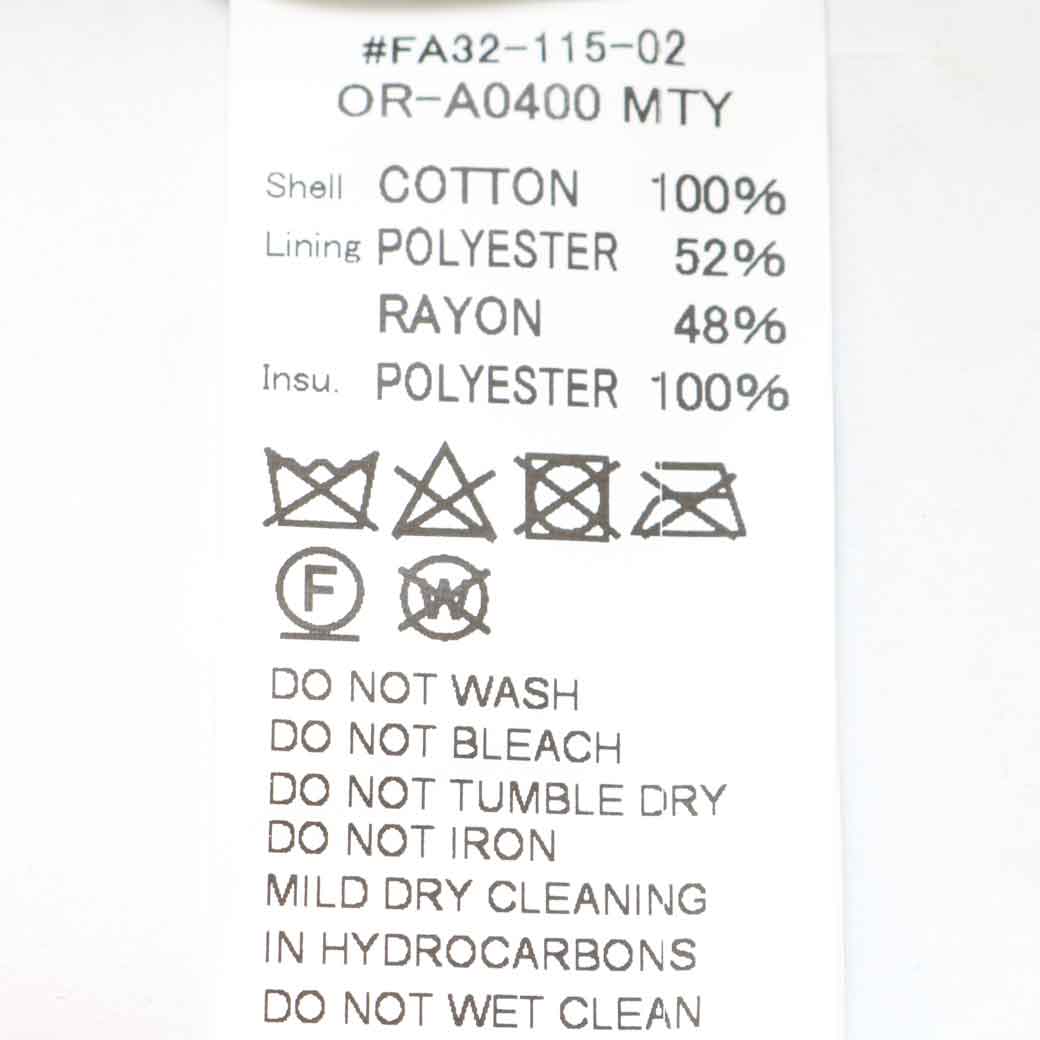 #FA32-115-02
OR-A0400 MTY
Shell COTTON 100%
Lining POLYESTER 52%
RAYON 48%
Insu. POLYESTER 100%
F W
DO NOT WASH
DO NOT BLEACH
DO NOT TUMBLE DRY
DO NOT IRON
MILD DRY CLEANING
IN HYDROCARBONS
DO NOT WET CLEAN